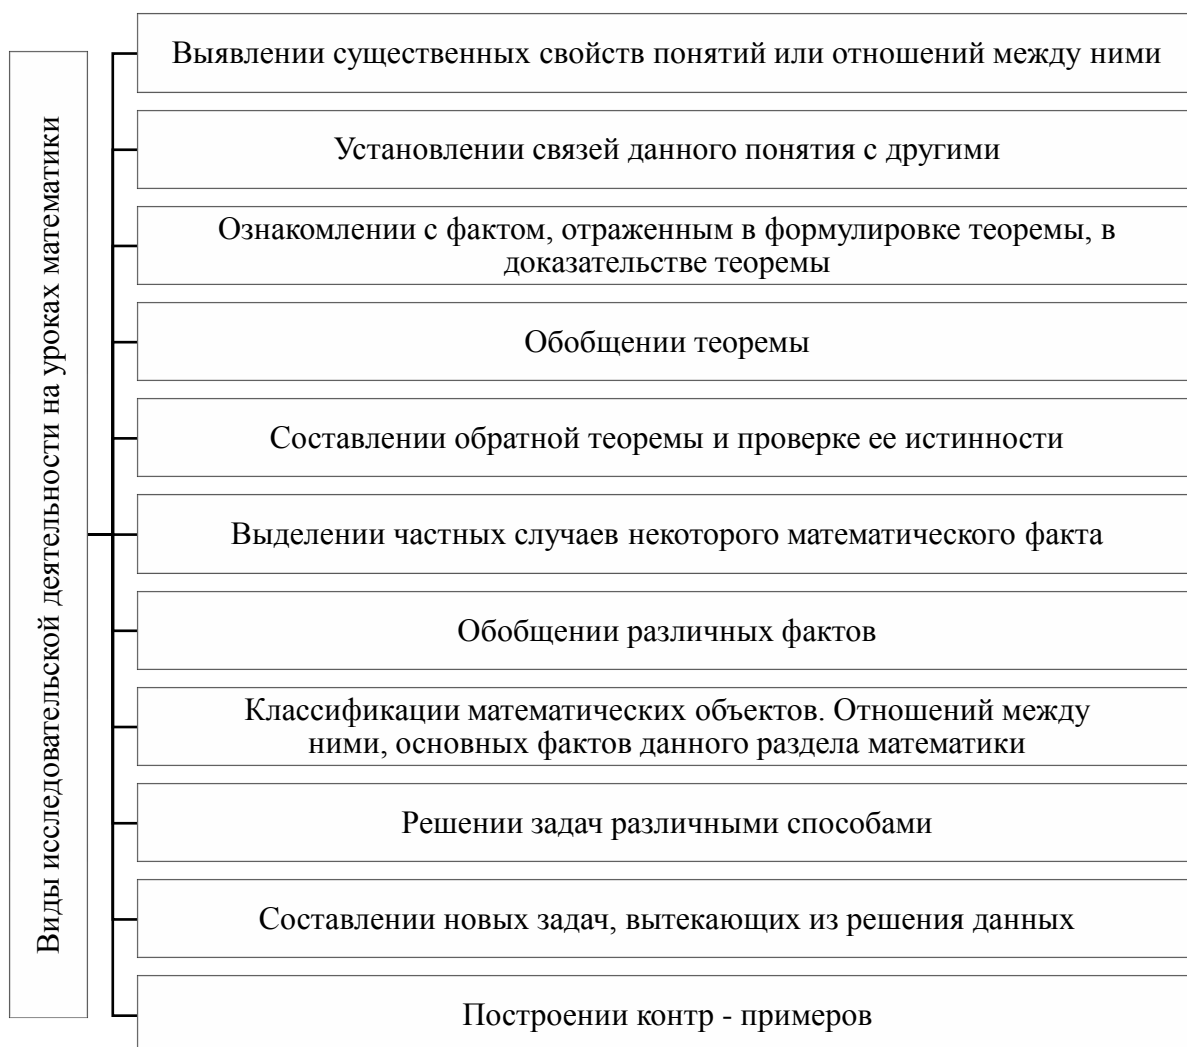 Виды исследовательской деятельности на уроках математики
Выявлении существенных свойств понятий или отношений между ними
Установлении связей данного понятия с другими
Ознакомлении с фактом, отраженным в формулировке теоремы, в
доказательстве теоремы
Обобщении теоремы
Составлении обратной теоремы и проверке ее истинности
Выделении частных случаев некоторого математического факта
Обобщении различных фактов
Классификации математических объектов. Отношений между
ними, основных фактов данного раздела математики
Решении задач различными способами
Составлении новых задач, вытекающих из решения данных
Построении контр - примеров